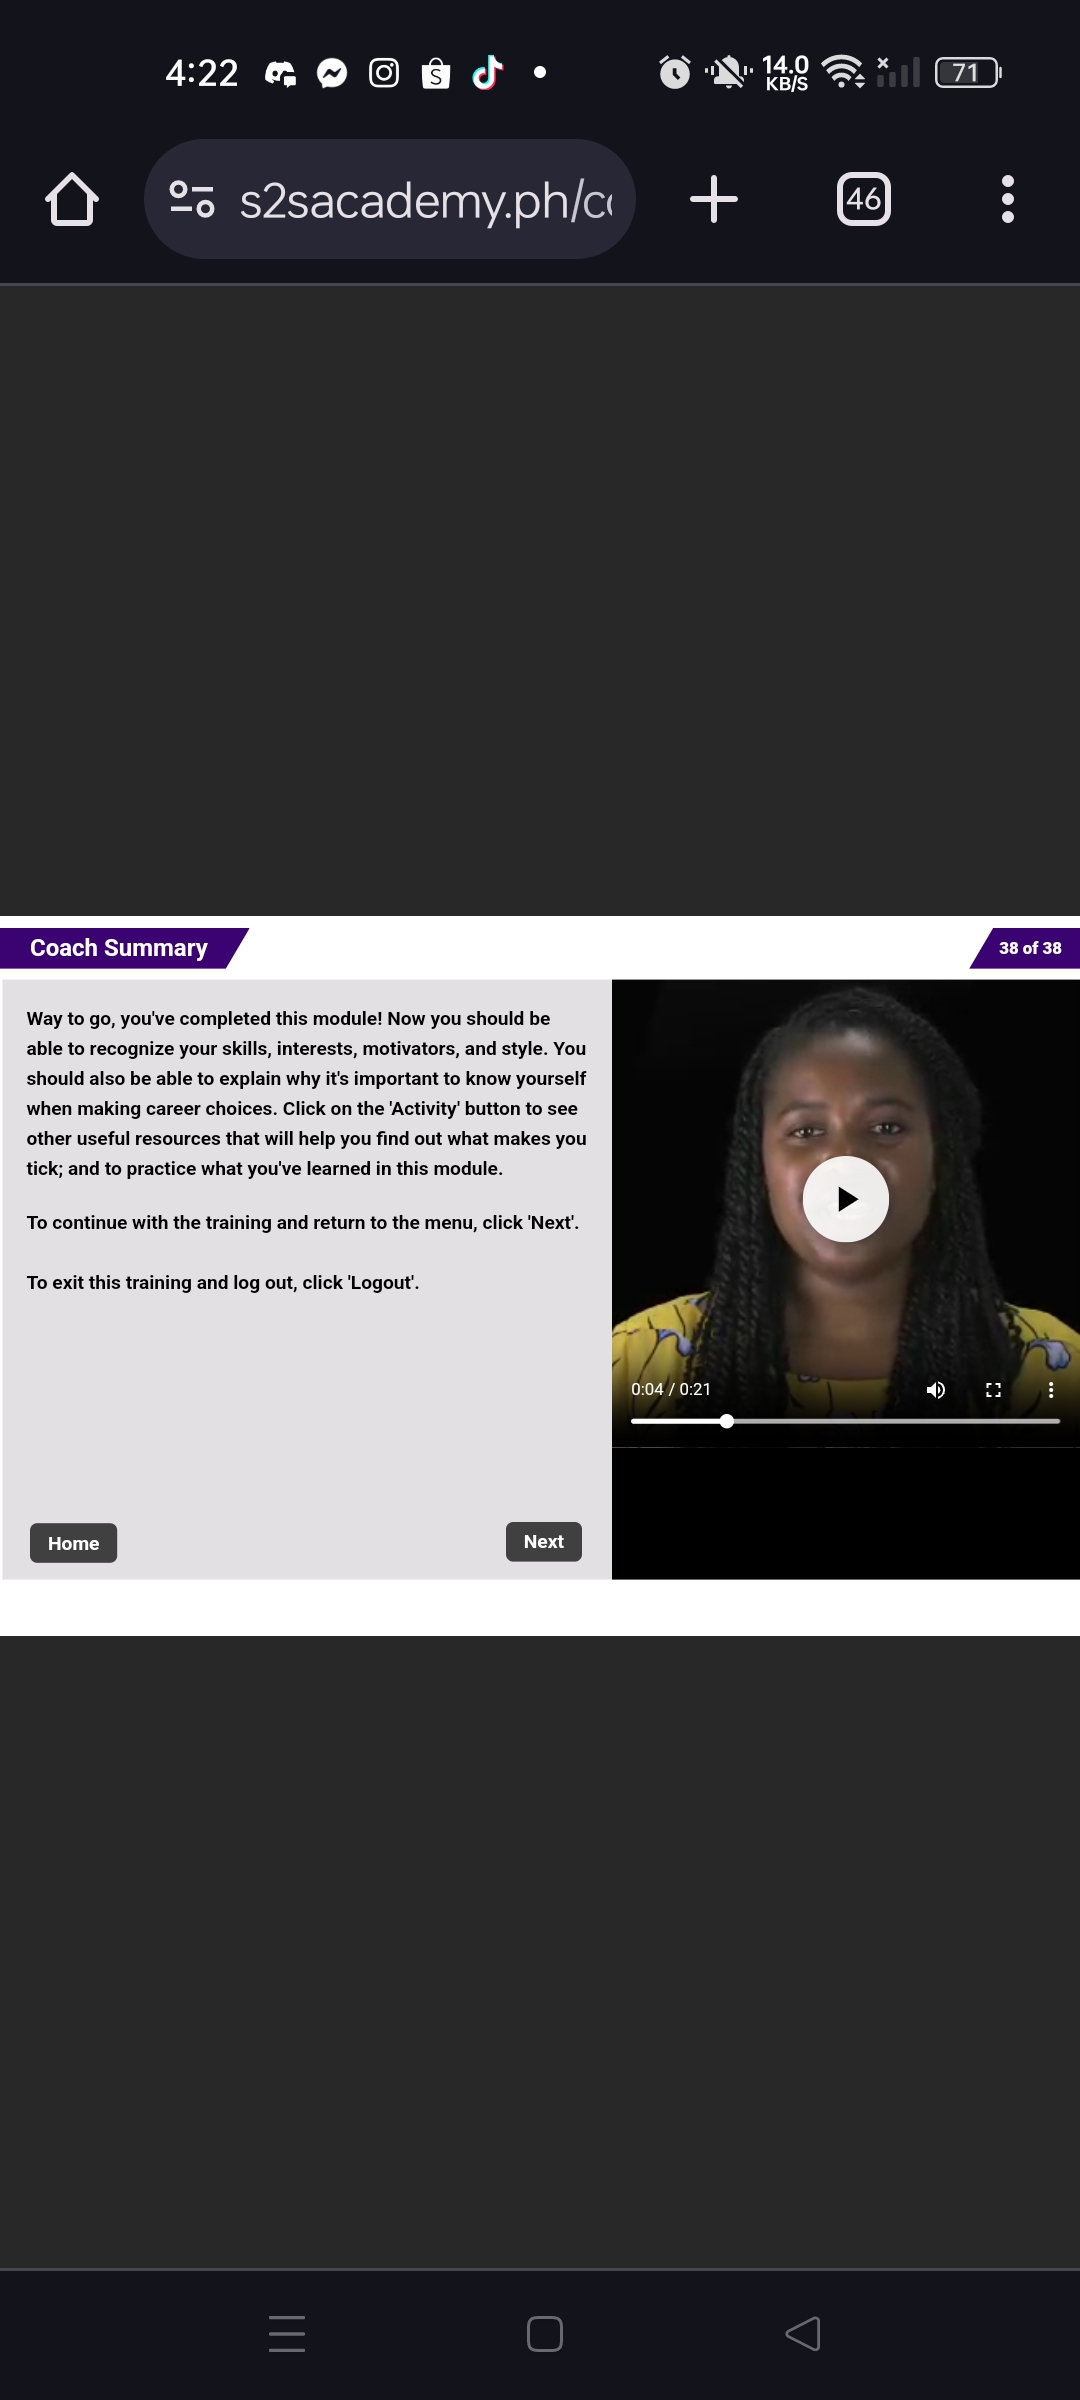 4:22
14.0
KB/S
71
s2sacademy.ph/c
46
Coach Summary
38 of 38
Way to go, you've completed this module! Now you should be
able to recognize your skills, interests, motivators, and style. You
should also be able to explain why it's important to know yourself
when making career choices. Click on the 'Activity' button to see
other useful resources that will help you find out what makes you
tick; and to practice what you've learned in this module.
To continue with the training and return to the menu, click 'Next'.
To exit this training and log out, click 'Logout'.
0:04 / 0:21
Home
Next